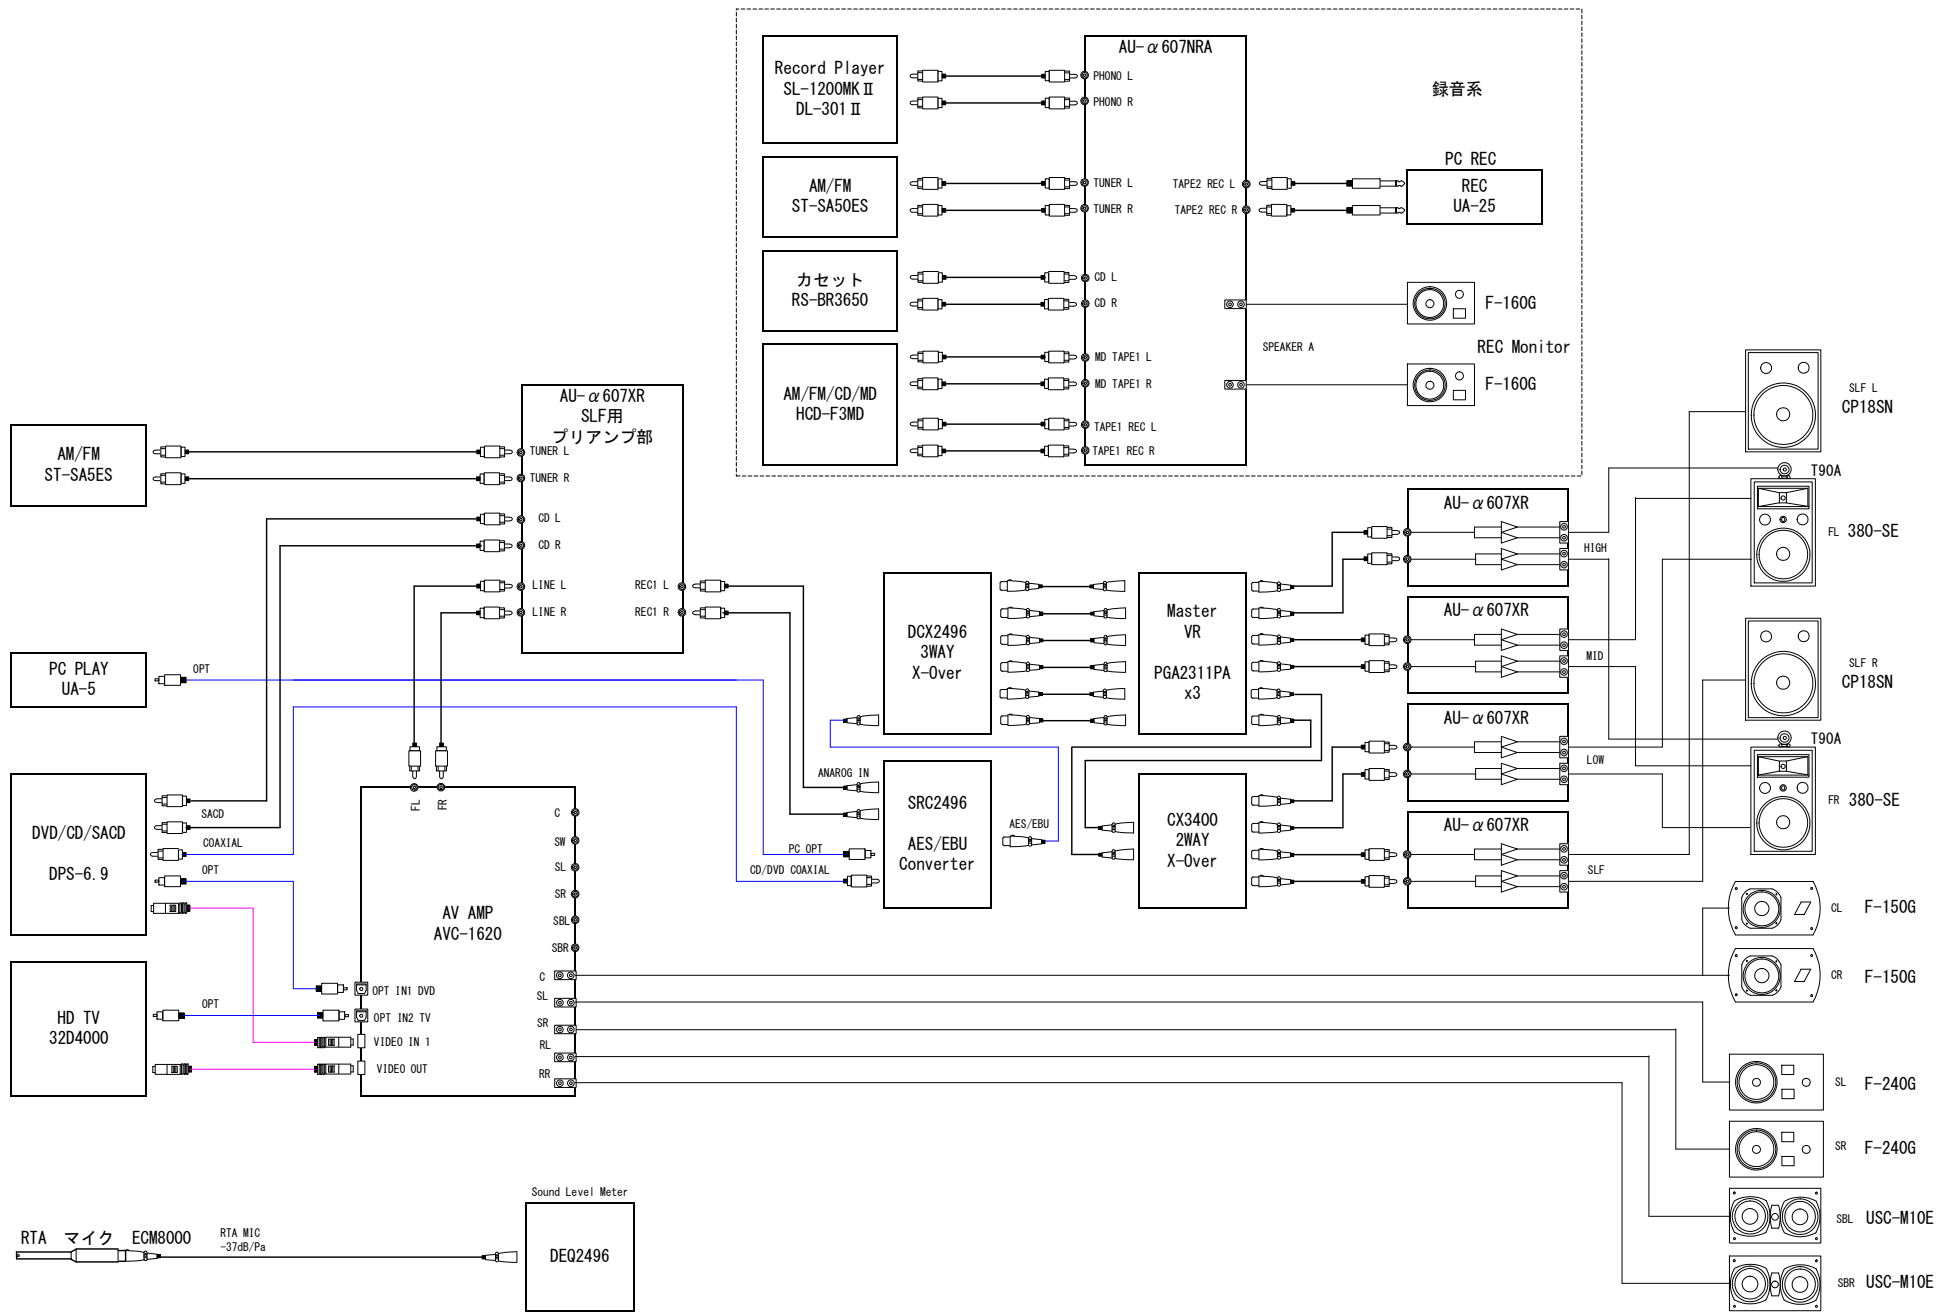 Record Player
SL-1200MKⅡ
DL-301Ⅱ
AM/FM
ST-SA50ES
カセット
RS-BR3650
AM/FM/CD/MD
HCD-F3MD
AU-α607NRA
PHONO L
PHONO R
TUNER L
TUNER R
CD L
CD R
MD TAPE1 L
MD TAPE1 R
TAPE1 REC L
TAPE1 REC R
TAPE2 REC L
TAPE2 REC R
SPEAKER A
録音系
PC REC
REC
UA-25
F-160G
REC Monitor
F-160G
AM/FM
ST-SA5ES
PC PLAY
UA-5
OPT
DVD/CD/SACD
DPS-6.9
SACD
COAXIAL
OPT
HD TV
32D4000
OPT
AU-α607XR
SLF用
プリアンプ部
TUNER L
TUNER R
CD L
CD R
LINE L
LINE R
REC1 L
REC1 R
FL
FR
AV AMP
AVC-1620
C
SW
SL
SR
SBL
SBR
C
SL
SR
RL
RR
OPT IN1 DVD
OPT IN2 TV
VIDEO IN 1
VIDEO OUT
ANAROG IN
PC OPT
CD/DVD COAXIAL
DCX2496
3WAY
X-Over
SRC2496
AES/EBU
Converter
AES/EBU
Master
VR
PGA2311PA
x3
CX3400
2WAY
X-Over
AU-α607XR
HIGH
AU-α607XR
MID
AU-α607XR
LOW
AU-α607XR
SLF
SLF L
CP18SN
T90A
FL 380-SE
SLF R
CP18SN
T90A
FR 380-SE
CL F-150G
CR F-150G
SL F-240G
SR F-240G
SBL USC-M10E
SBR USC-M10E
RTA マイク ECM8000
RTA MIC
-37dB/Pa
Sound Level Meter
DEQ2496